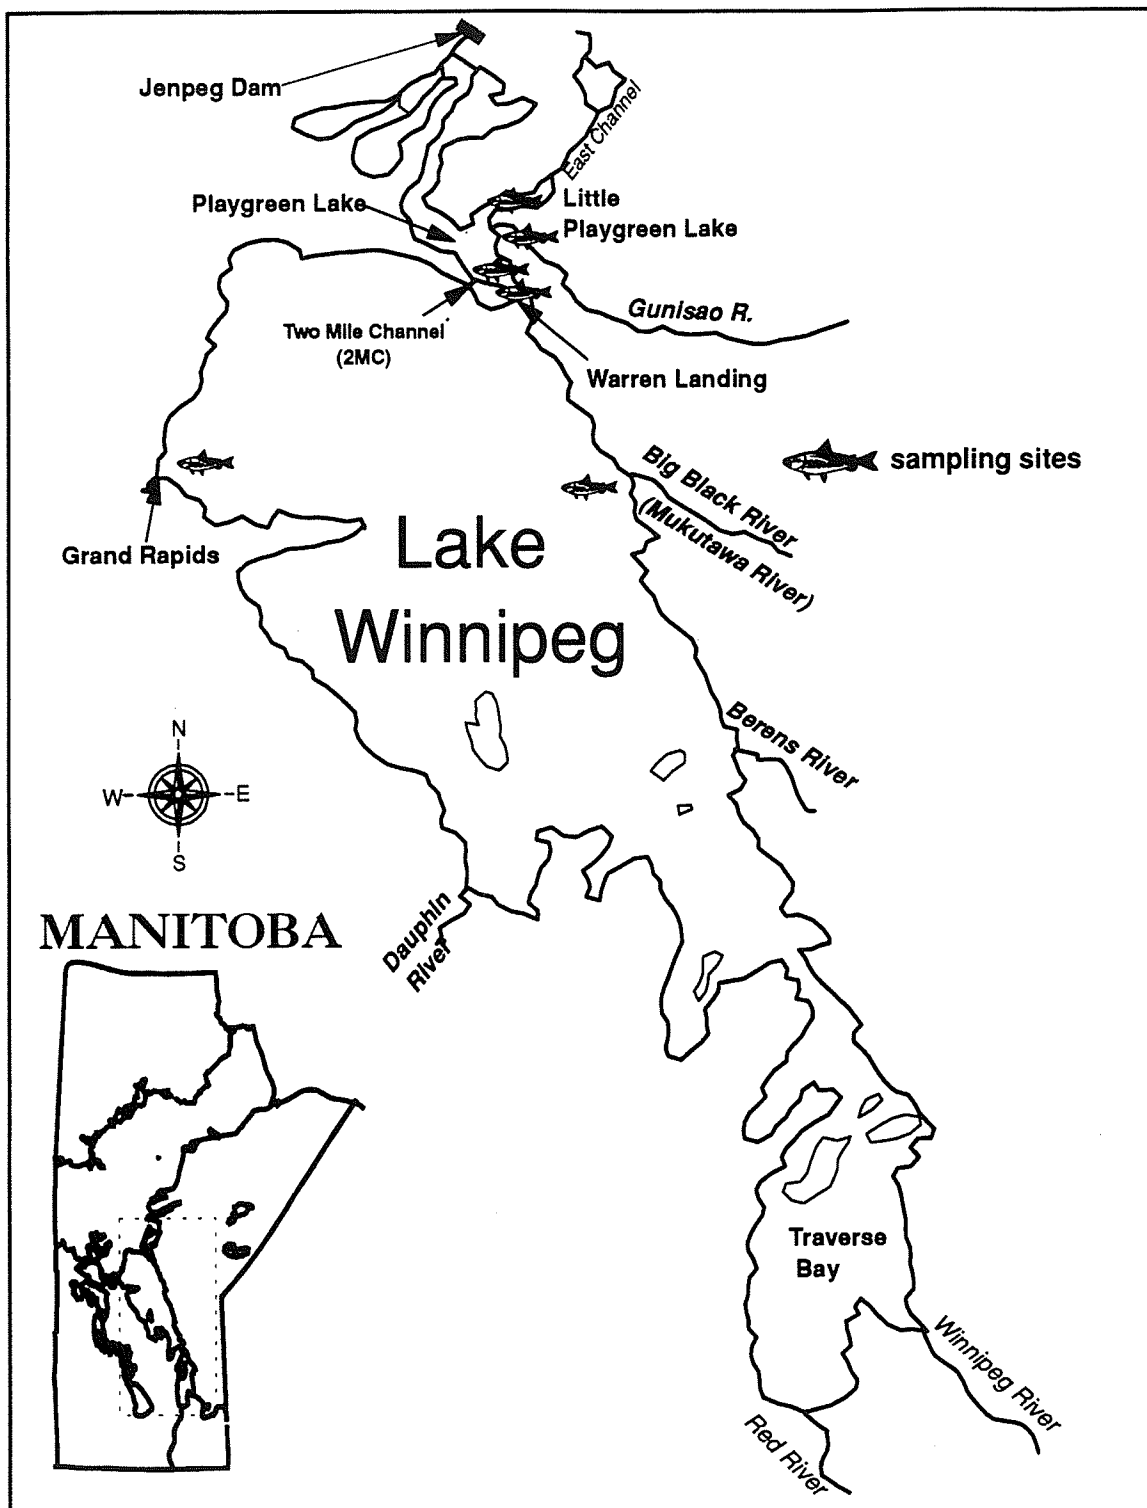 Jenpeg Dam
East Channel
Playgreen Lake
Little
Playgreen Lake
Gunisao R.
Two Mile Channel
(2MC)
Warren Landing
Big Black River
(Mukutawa River)
sampling sites
Grand Rapids
Lake
Winnipeg
Berens River
N
W
E
S
Dauphin
River
MANITOBA
Traverse
Bay
Winnipeg River
Red River